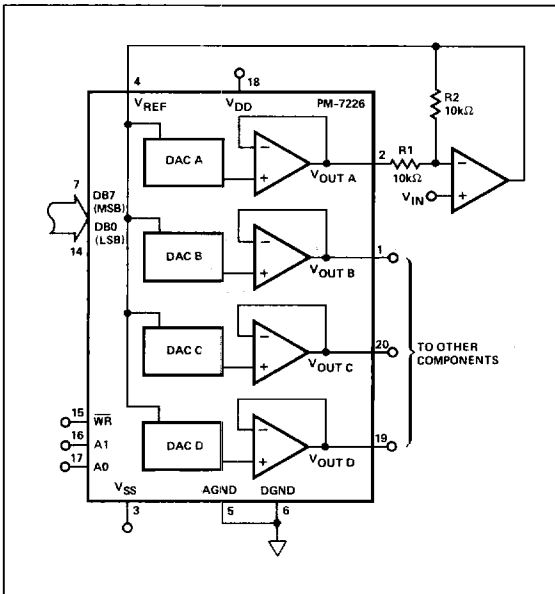 4
18
V_REF
V_DD
PM-7226
R2
10kΩ
DAC A
−
+
V_OUT A
2
R1
10kΩ
−
+
V_IN
7
DB7
(MSB)
DB0
(LSB)
14
DAC B
−
+
V_OUT B
1
DAC C
−
+
V_OUT C
20
TO OTHER
COMPONENTS
DAC D
−
+
V_OUT D
19
15
W̅R̅
16
A1
17
A0
V_SS
AGND
DGND
3
5
6